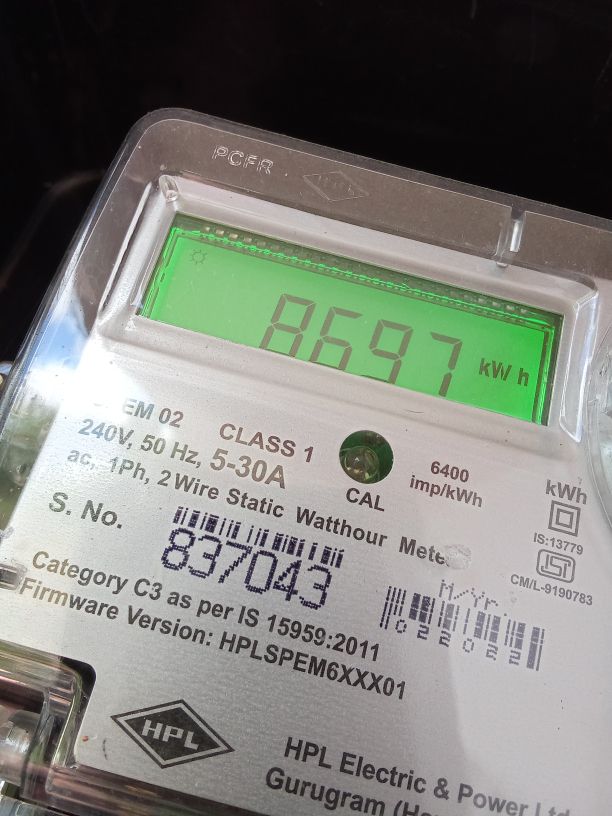 PCFR
8697 kWh
EM 02 CLASS 1
240V, 50 Hz, 5-30A
ac, 1Ph, 2 Wire Static Watthour
CAL
6400
imp/kWh
kWh
IS:13779
CM/L-9190783
S. No.
837043
M/Yr
022022
Category C3 as per IS 15959:2011
Firmware Version: HPLSPEM6XXX01
HPL
HPL Electric & Power Ltd
Gurugram